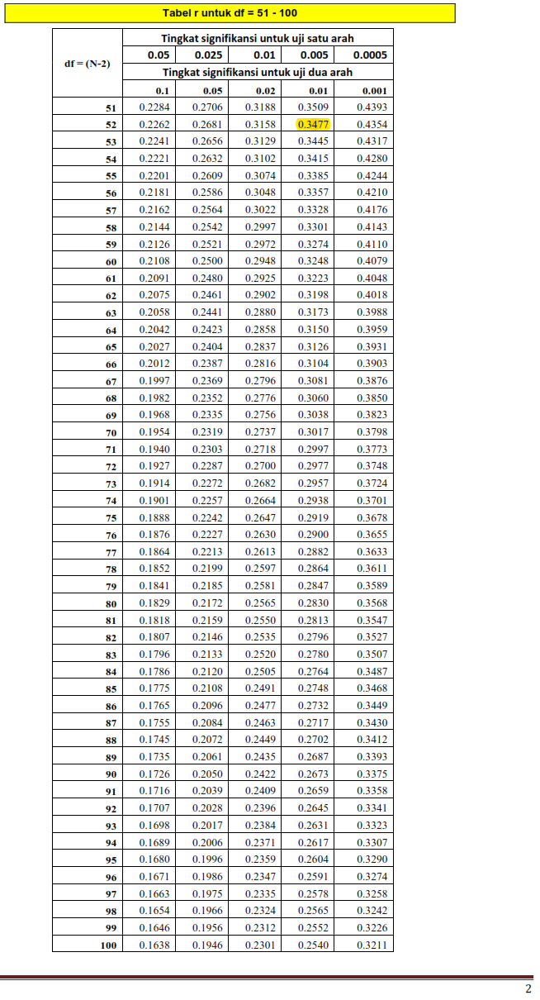 Tabel r untuk df = 51 - 100
df = (N-2)
Tingkat signifikansi untuk uji satu arah
0.05 0.025 0.01 0.005 0.0005
Tingkat signifikansi untuk uji dua arah
0.1 0.05 0.02 0.01 0.001
51 0.2284 0.2706 0.3188 0.3509 0.4393
52 0.2262 0.2681 0.3158 0.3477 0.4354
53 0.2241 0.2656 0.3129 0.3445 0.4317
54 0.2221 0.2632 0.3102 0.3415 0.4280
55 0.2201 0.2609 0.3074 0.3385 0.4244
56 0.2181 0.2586 0.3048 0.3357 0.4210
57 0.2162 0.2564 0.3022 0.3328 0.4176
58 0.2144 0.2542 0.2997 0.3301 0.4143
59 0.2126 0.2521 0.2972 0.3274 0.4110
60 0.2108 0.2500 0.2948 0.3248 0.4079
61 0.2091 0.2480 0.2925 0.3223 0.4048
62 0.2075 0.2461 0.2902 0.3198 0.4018
63 0.2058 0.2441 0.2880 0.3173 0.3988
64 0.2042 0.2423 0.2858 0.3150 0.3959
65 0.2027 0.2404 0.2837 0.3126 0.3931
66 0.2012 0.2387 0.2816 0.3104 0.3903
67 0.1997 0.2369 0.2796 0.3081 0.3876
68 0.1982 0.2352 0.2776 0.3060 0.3850
69 0.1968 0.2335 0.2756 0.3038 0.3823
70 0.1954 0.2319 0.2737 0.3017 0.3798
71 0.1940 0.2303 0.2718 0.2997 0.3773
72 0.1927 0.2287 0.2700 0.2977 0.3748
73 0.1914 0.2272 0.2682 0.2957 0.3724
74 0.1901 0.2257 0.2664 0.2938 0.3701
75 0.1888 0.2242 0.2647 0.2919 0.3678
76 0.1876 0.2227 0.2630 0.2900 0.3655
77 0.1864 0.2213 0.2613 0.2882 0.3633
78 0.1852 0.2199 0.2597 0.2864 0.3611
79 0.1841 0.2185 0.2581 0.2847 0.3589
80 0.1829 0.2172 0.2565 0.2830 0.3568
81 0.1818 0.2159 0.2550 0.2813 0.3547
82 0.1807 0.2146 0.2535 0.2796 0.3527
83 0.1796 0.2133 0.2520 0.2780 0.3507
84 0.1786 0.2120 0.2505 0.2764 0.3487
85 0.1775 0.2108 0.2491 0.2748 0.3468
86 0.1765 0.2096 0.2477 0.2732 0.3449
87 0.1755 0.2084 0.2463 0.2717 0.3430
88 0.1745 0.2072 0.2449 0.2702 0.3412
89 0.1735 0.2061 0.2435 0.2687 0.3393
90 0.1726 0.2050 0.2422 0.2673 0.3375
91 0.1716 0.2039 0.2409 0.2659 0.3358
92 0.1707 0.2028 0.2396 0.2645 0.3341
93 0.1698 0.2017 0.2384 0.2631 0.3323
94 0.1689 0.2006 0.2371 0.2617 0.3307
95 0.1680 0.1996 0.2359 0.2604 0.3290
96 0.1671 0.1986 0.2347 0.2591 0.3274
97 0.1663 0.1975 0.2335 0.2578 0.3258
98 0.1654 0.1966 0.2324 0.2565 0.3242
99 0.1646 0.1956 0.2312 0.2552 0.3226
100 0.1638 0.1946 0.2301 0.2540 0.3211
2